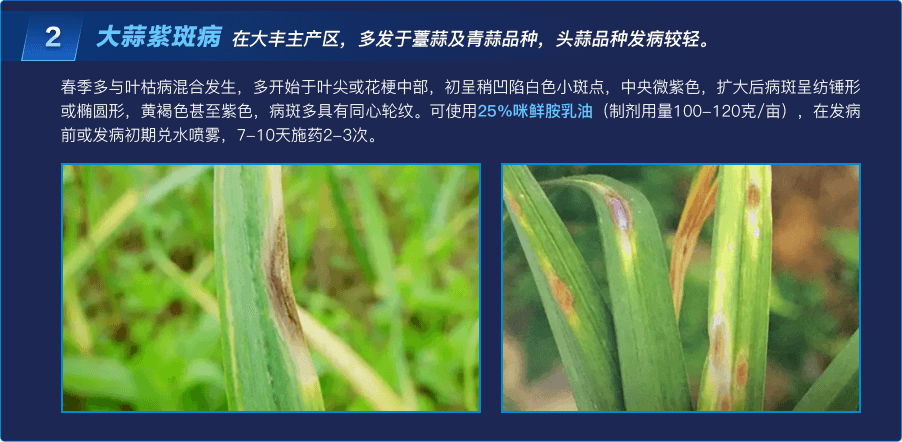 2 大蒜紫斑病 在大丰主产区，多发于薹蒜及青蒜品种，头蒜品种发病较轻。
春季多与叶枯病混合发生，多开始于叶尖或花梗中部，初呈稍凹陷白色小斑点，中央微紫色，扩大后病斑呈纺锤形
或椭圆形，黄褐色甚至紫色，病斑多具有同心轮纹。可使用25%咪鲜胺乳油（制剂用量100-120克/亩），在发病
前或发病初期兑水喷雾，7-10天施药2-3次。